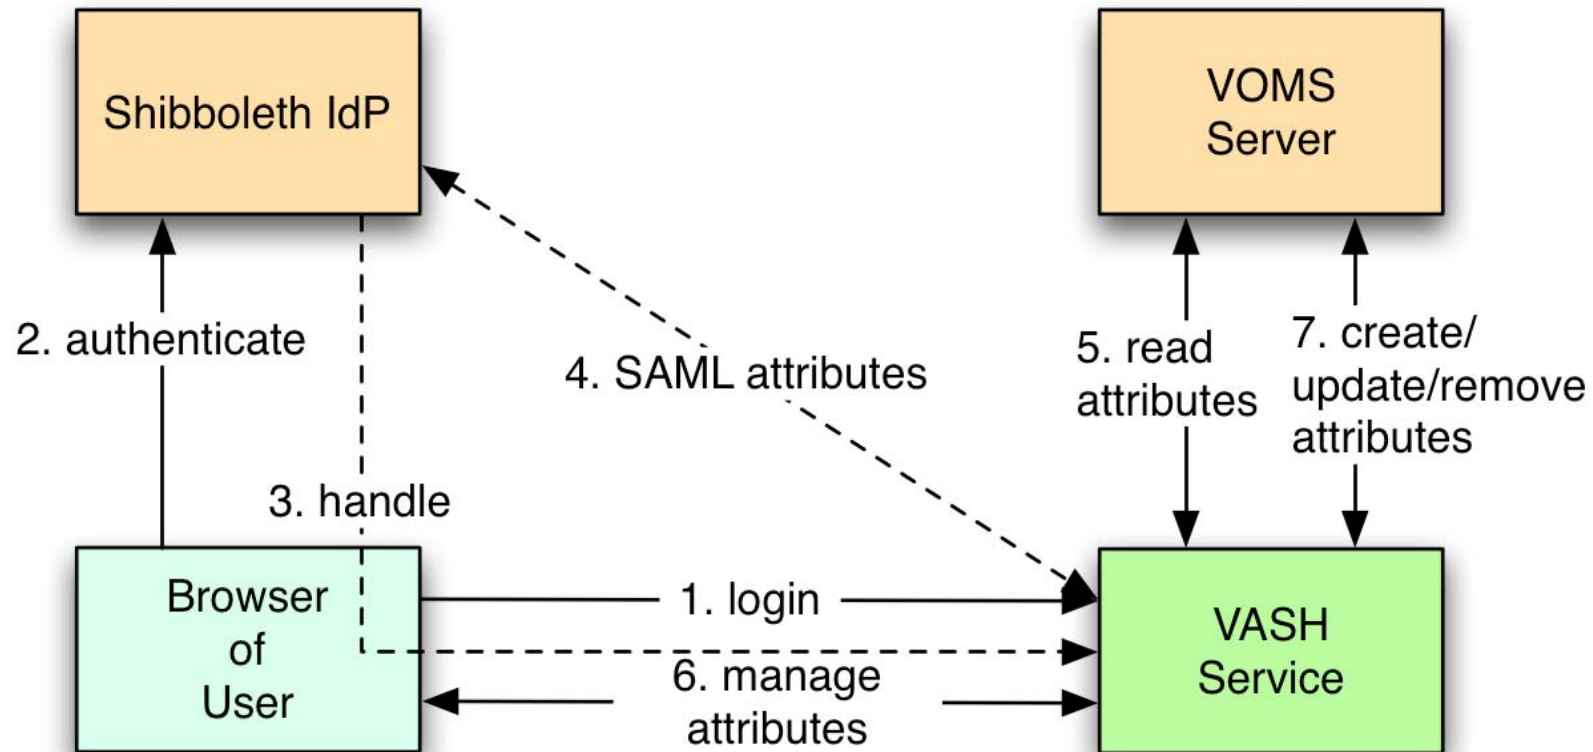 Shibboleth IdP
VOMS
Server
2. authenticate
4. SAML attributes
5. read
attributes
7. create/
update/remove
attributes
3. handle
Browser
of
User
1. login
6. manage
attributes
VASH
Service